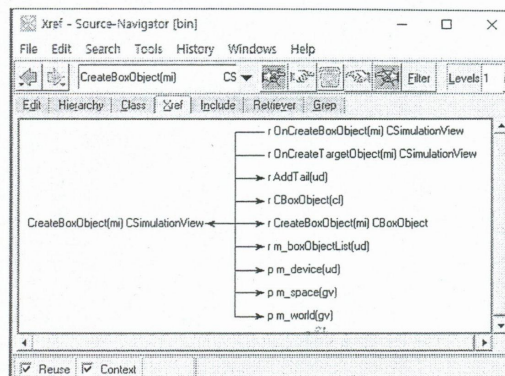 Xref - Source-Navigator [bin]
File Edit Search Tools History Windows Help
CreateBoxObject(mi) CS Filter Levels 1
Edit Hierarchy Class Xref Include Retriever Grep
r OnCreateBoxObject(mi) CSimulationView
r OnCreateTargetObject(mi) CSimulationView
r AddTail(ud)
r CBoxObject(cl)
CreateBoxObject(mi) CSimulationView r CreateBoxObject(mi) CBoxObject
r m_boxObjectList(ud)
p m_device(ud)
p m_space(gv)
p m_world(gv)
Reuse Context